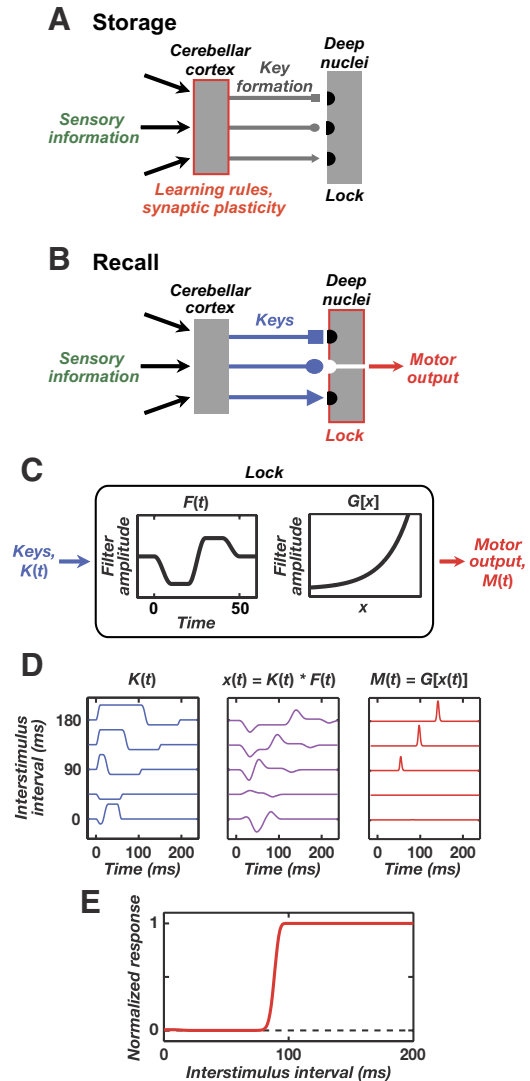 A Storage
Cerebellar
cortex
Key
formation
Deep
nuclei
Sensory
information
Learning rules,
synaptic plasticity
Lock
B Recall
Cerebellar
cortex
Keys
Deep
nuclei
Sensory
information
Motor
output
Lock
C
Lock
F(t)
G[x]
Keys,
K(t)
Filter
amplitude
0 50
Time
Filter
amplitude
x
Motor
output,
M(t)
D
K(t)
x(t) = K(t) * F(t)
M(t) = G[x(t)]
Interstimulus
interval (ms)
180
90
0
0 100 200
Time (ms)
0 100 200
Time (ms)
0 100 200
Time (ms)
E
Normalized response
1
0
0 100 200
Interstimulus interval (ms)